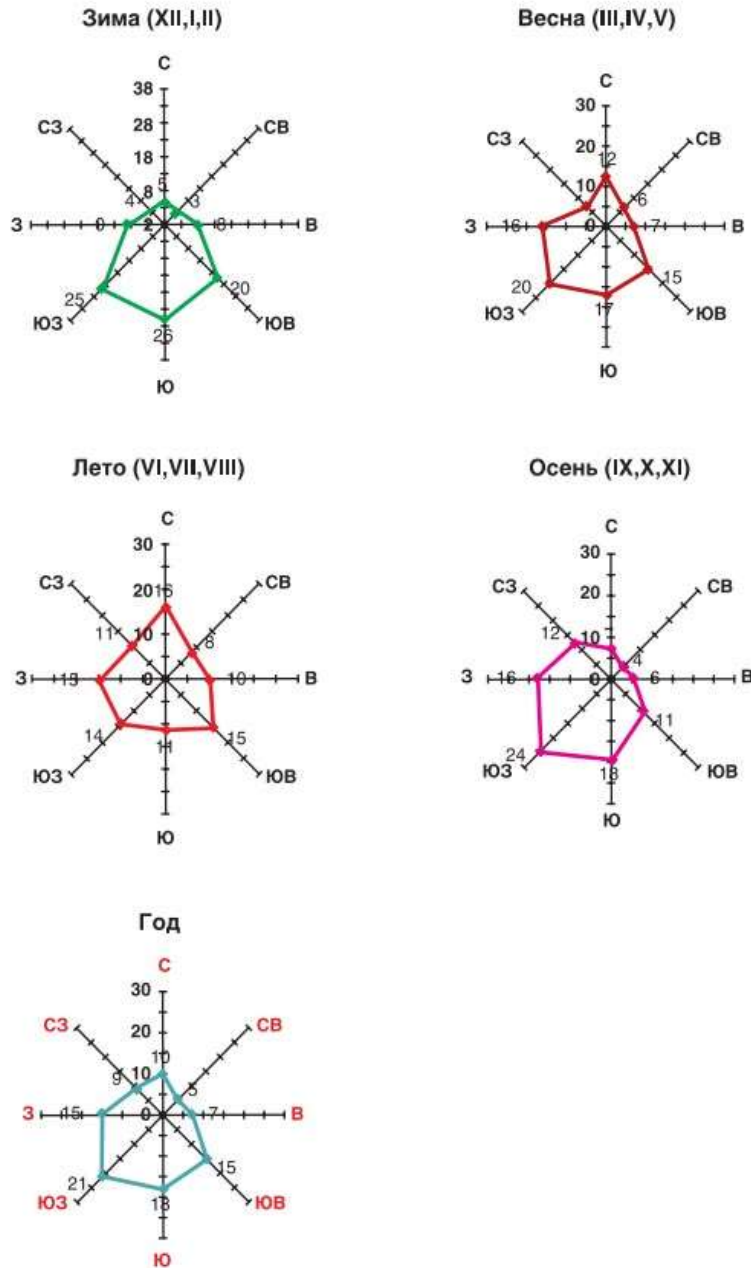 Зима (XII,I,II)
С
38
28
18
8
-2
СЗ
СВ
З
В
ЮЗ
ЮВ
Ю
5
3
8
20
26
25
4
Весна (III,IV,V)
С
30
20
10
0
СЗ
СВ
З
В
ЮЗ
ЮВ
Ю
12
6
7
15
17
20
16
Лето (VI,VII,VIII)
С
30
20
10
0
СЗ
СВ
З
В
ЮЗ
ЮВ
Ю
16
8
10
15
11
14
15
11
Осень (IX,X,XI)
С
30
20
10
0
СЗ
СВ
З
В
ЮЗ
ЮВ
Ю
4
6
11
18
24
16
12
Год
С
30
20
10
0
СЗ
СВ
З
В
ЮЗ
ЮВ
Ю
10
5
7
15
18
21
15
9